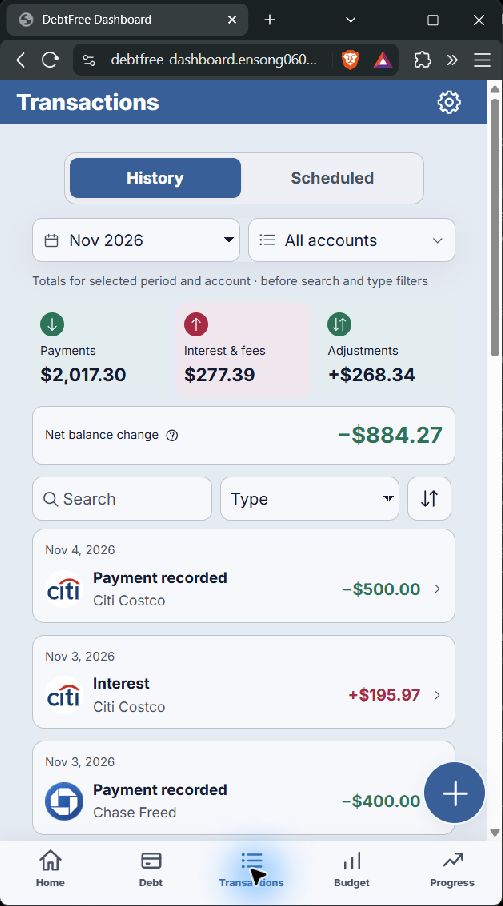 DebtFree Dashboard
debtfree-dashboard.ensong060...
Transactions
History
Scheduled
Nov 2026
All accounts
Totals for selected period and account · before search and type filters
Payments
$2,017.30
Interest & fees
$277.39
Adjustments
+$268.34
Net balance change
−$884.27
Search
Type
Nov 4, 2026
citi
Payment recorded
Citi Costco
−$500.00
Nov 3, 2026
citi
Interest
Citi Costco
+$195.97
Nov 3, 2026
Payment recorded
Chase Freed
−$400.00
Home
Debt
Transactions
Budget
Progress